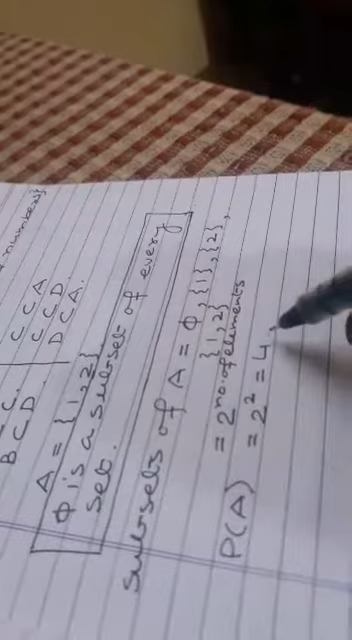 numbers}
C C A
C C D
D C A.
C.
B C D.
A = {1,2}
Φ is a subset of every
set.
Subsets of A = Φ, {1}, {2},
{1,2}
P(A) = 2^no. of elements
= 2² = 4,